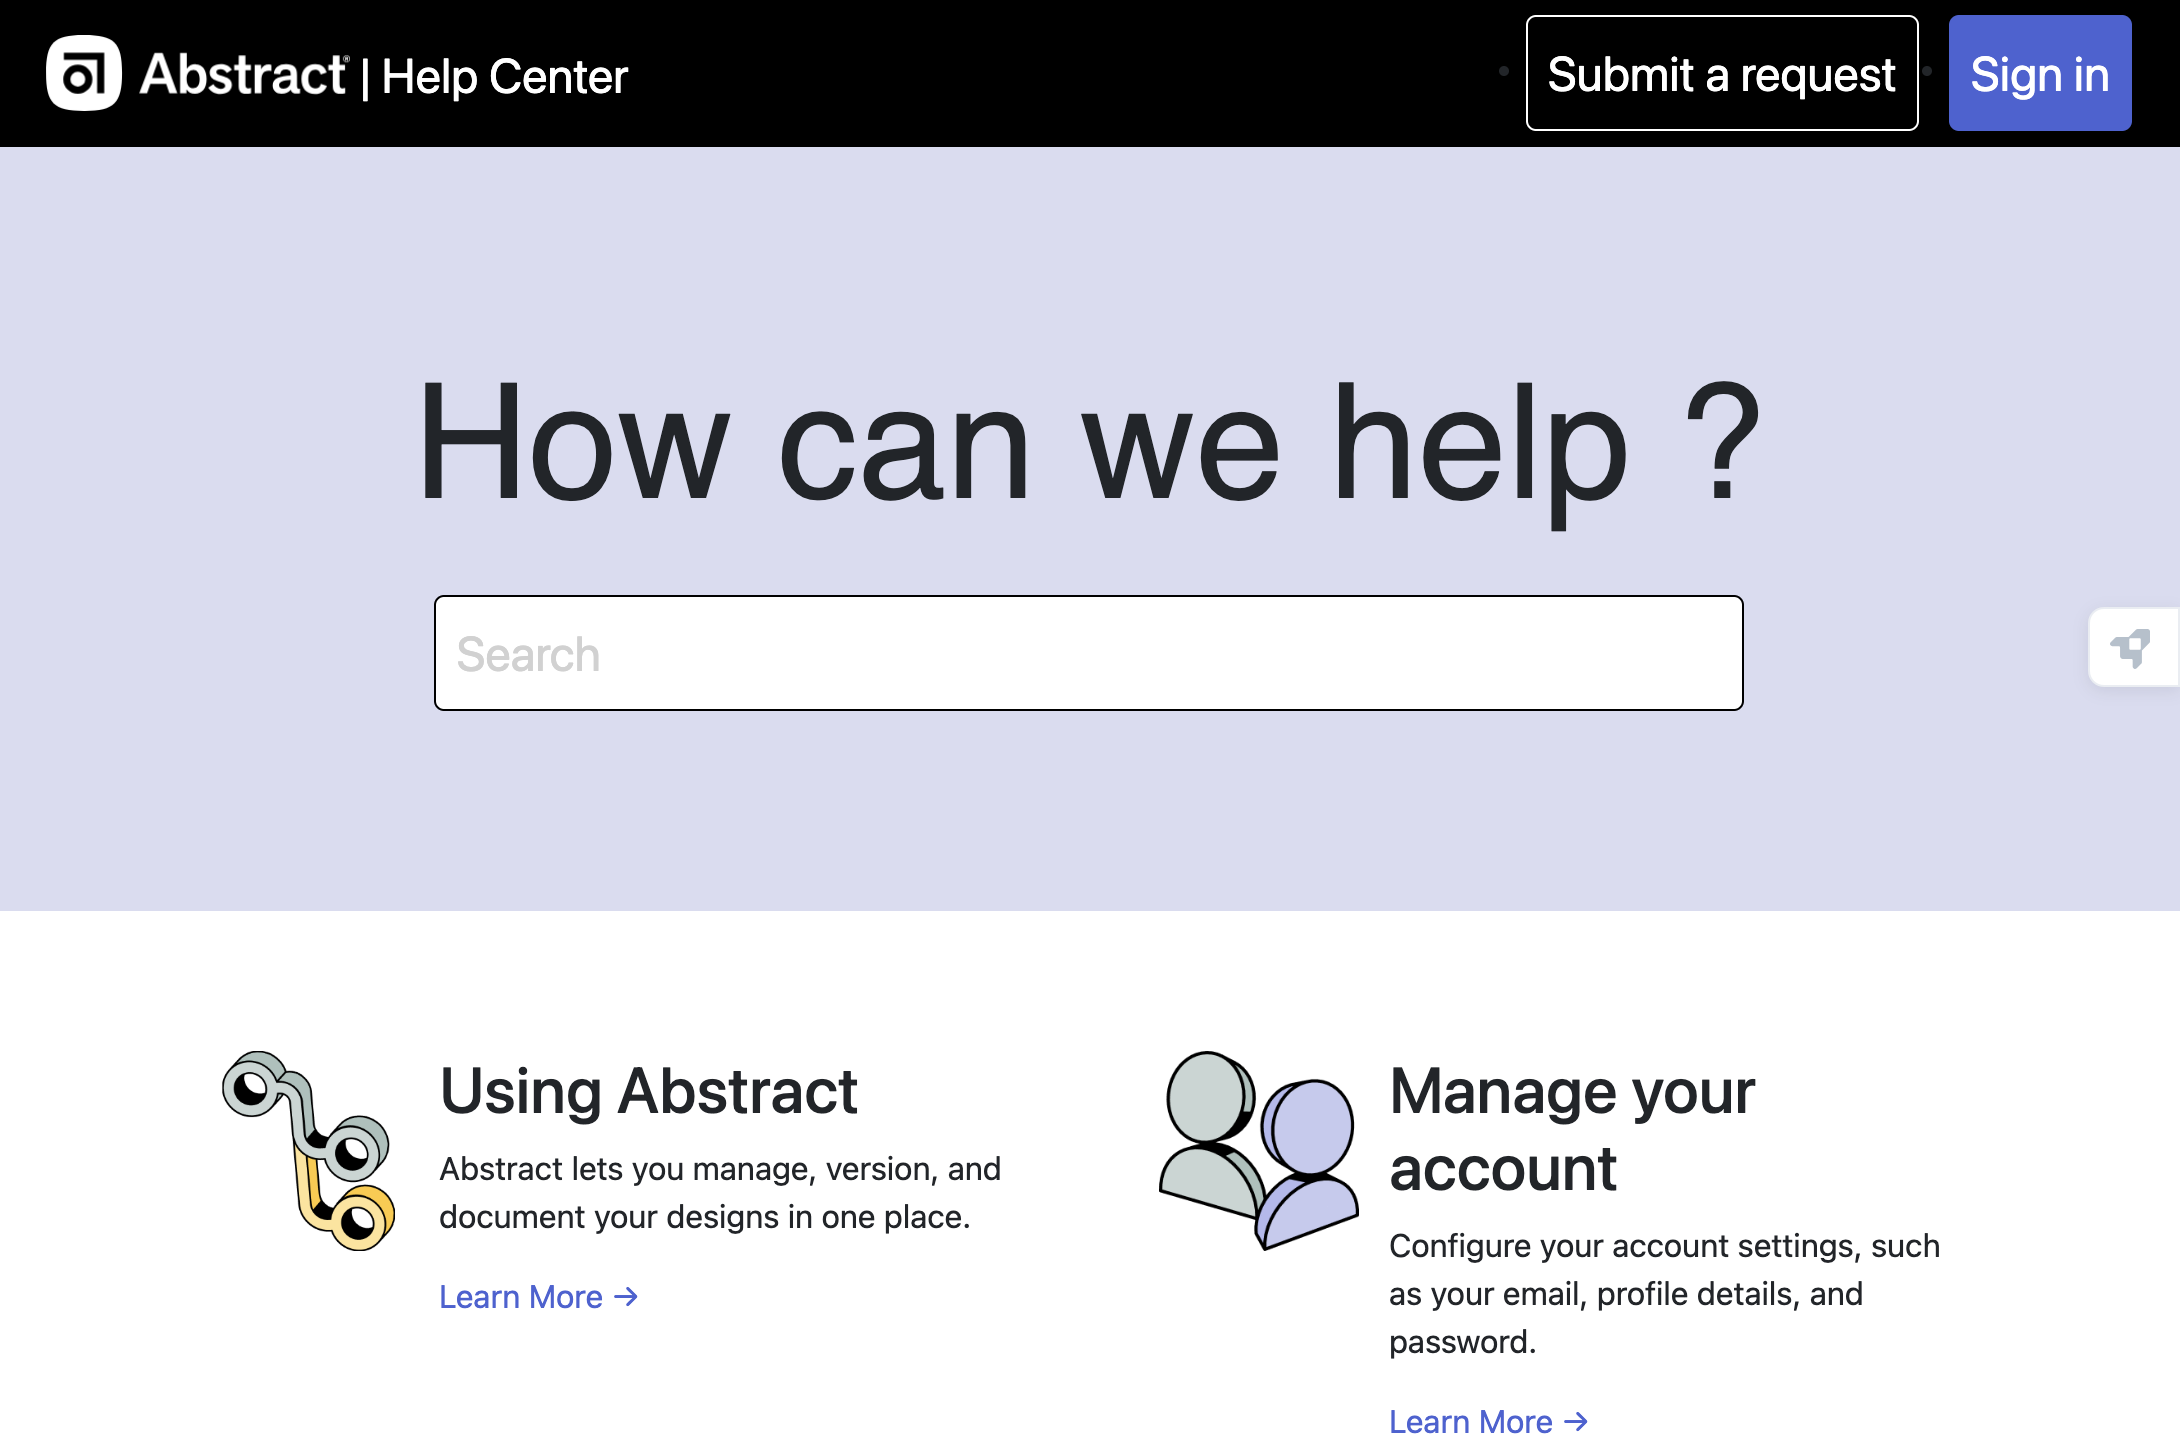 Abstract® | Help Center
Submit a request
Sign in
How can we help ?
Search
Using Abstract
Abstract lets you manage, version, and
document your designs in one place.
Learn More →
Manage your
account
Configure your account settings, such
as your email, profile details, and
password.
Learn More →